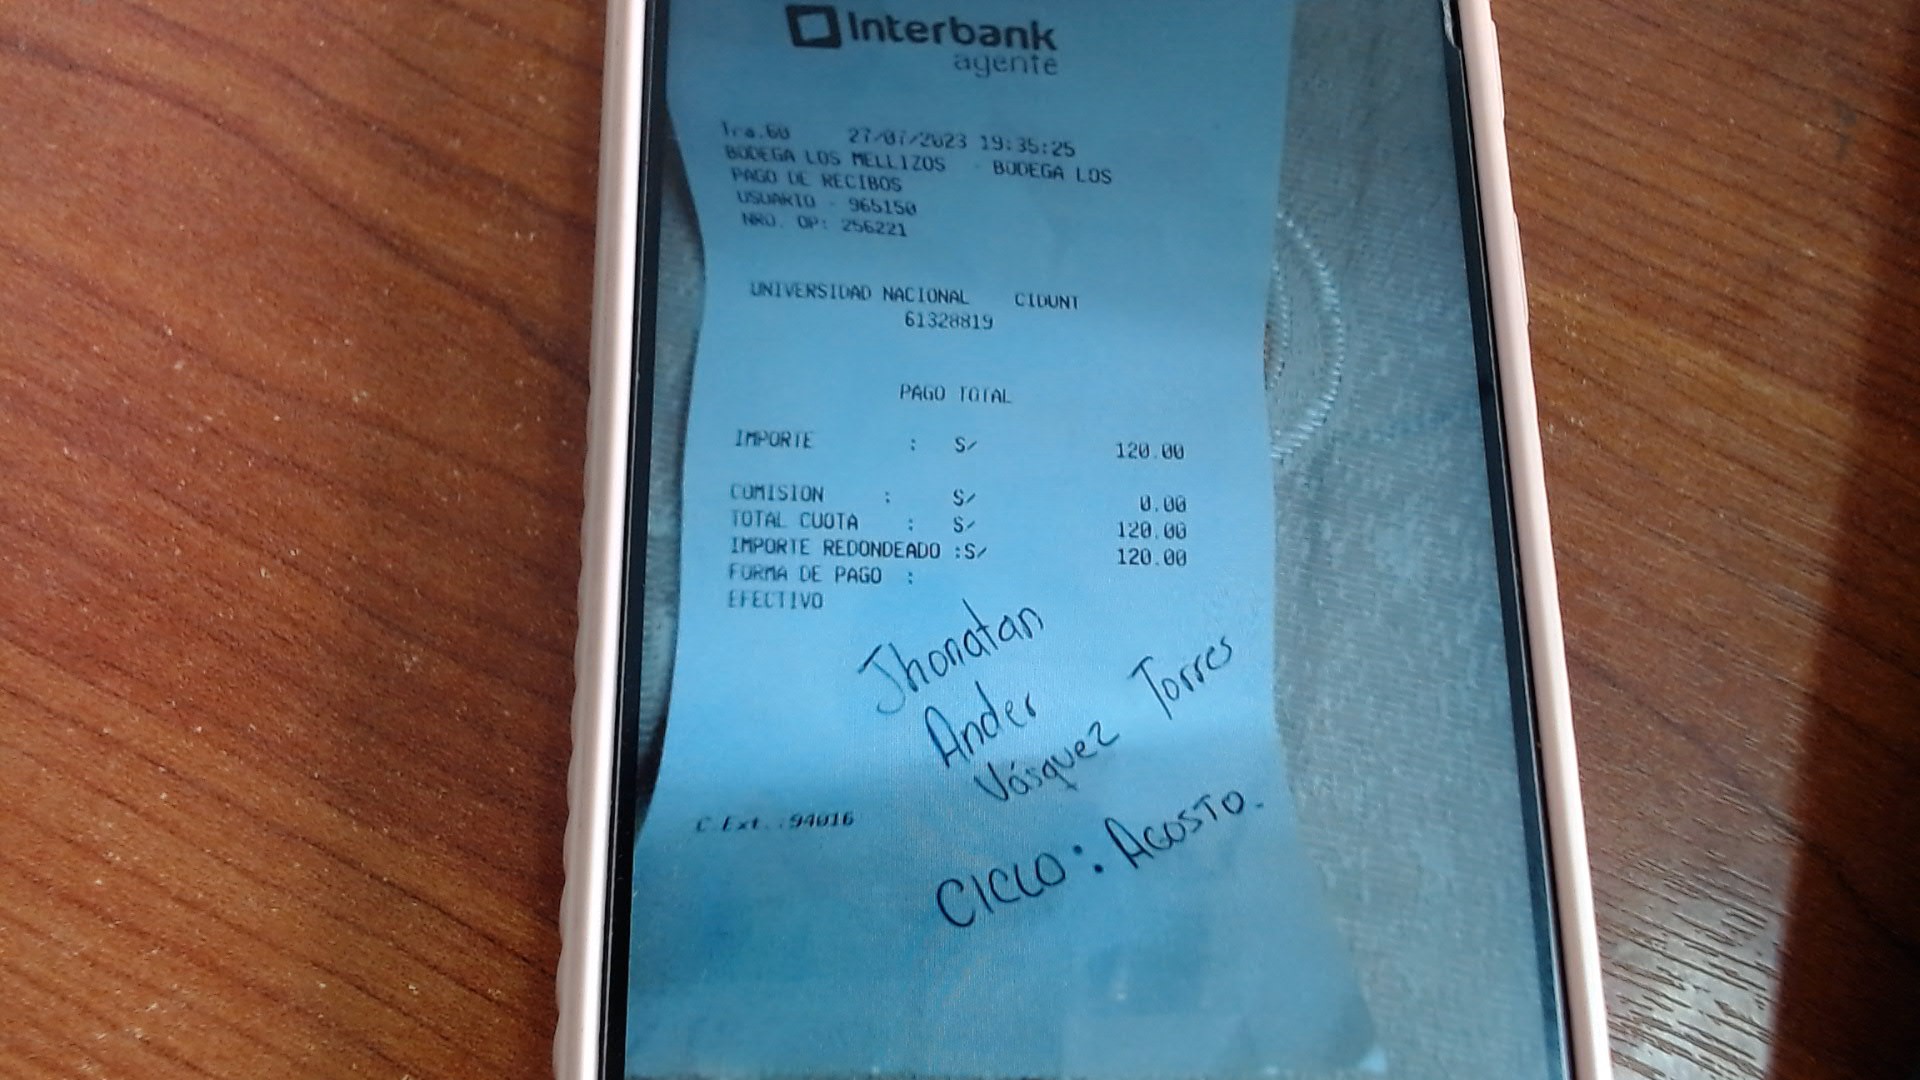 Interbank
agente
Tra.60 27/07/2023 19:35:25
BODEGA LOS MELLIZOS - BODEGA LOS
PAGO DE RECIBOS
USUARIO - 965150
NRO. OP: 256221
UNIVERSIDAD NACIONAL CIDUNT
61328819
PAGO TOTAL
IMPORTE : S/ 120.00
COMISION : S/ 0.00
TOTAL CUOTA : S/ 120.00
IMPORTE REDONDEADO :S/ 120.00
FORMA DE PAGO :
EFECTIVO
Jhonatan
Ander
Vásquez Torres
C.Ext.:94016
CICLO: AGOSTO.